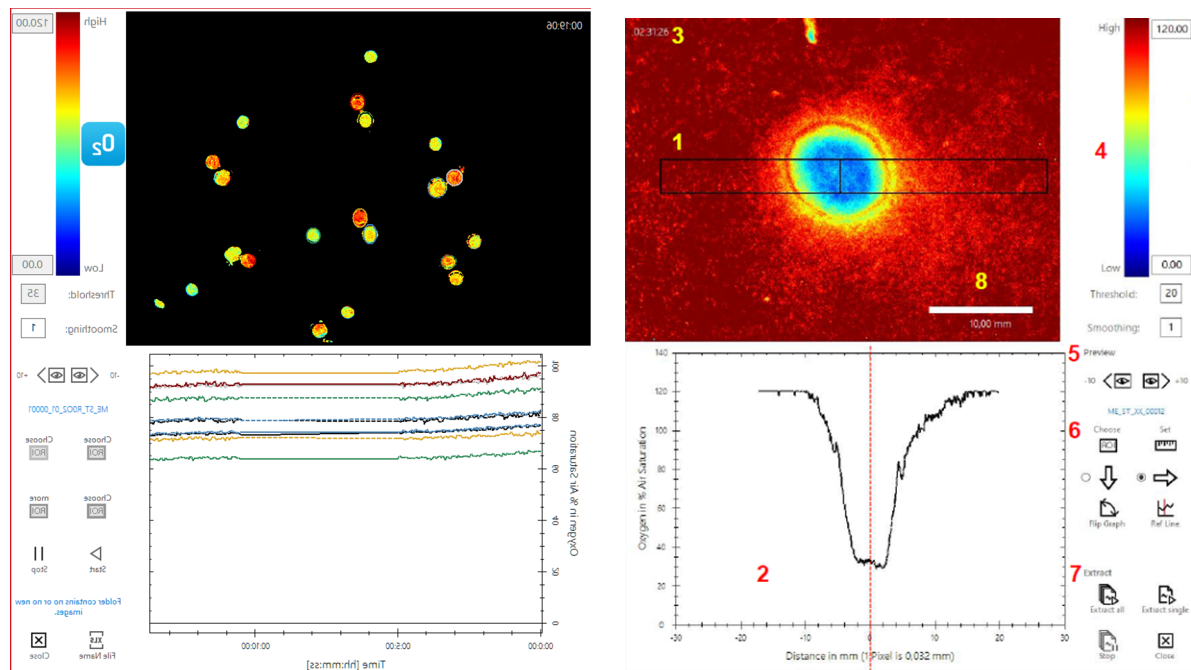 120.00
High
00:19:06
O2
0.00
Low
Threshold:
35
Smoothing:
1
+10
-10
ME_ST_ROO2_01_00001
Choose
ROI
Choose
ROI
more
ROI
Choose
ROI
Stop
Start
Folder contains no or no new
images.
Close
XLS
File Name
100
80
60
40
20
0
Oxygen in % Air Saturation
0:10:00
0:05:00
0:00:00
Time [hh:mm:ss]
02:31:26
3
1
8
10,00 mm
High
120.00
4
Low
0.00
Threshold:
20
Smoothing:
1
5
Preview
-10
+10
ME_ST_XX_00012
6
Choose
Set
ROI
Flip Graph
Ref Line
7
Extract
Extract all
Extract single
Stop
Close
140
120
100
80
60
40
20
0
Oxygen in % Air Saturation
2
-30
-20
-10
0
10
20
30
Distance in mm (1 Pixel is 0,032 mm)